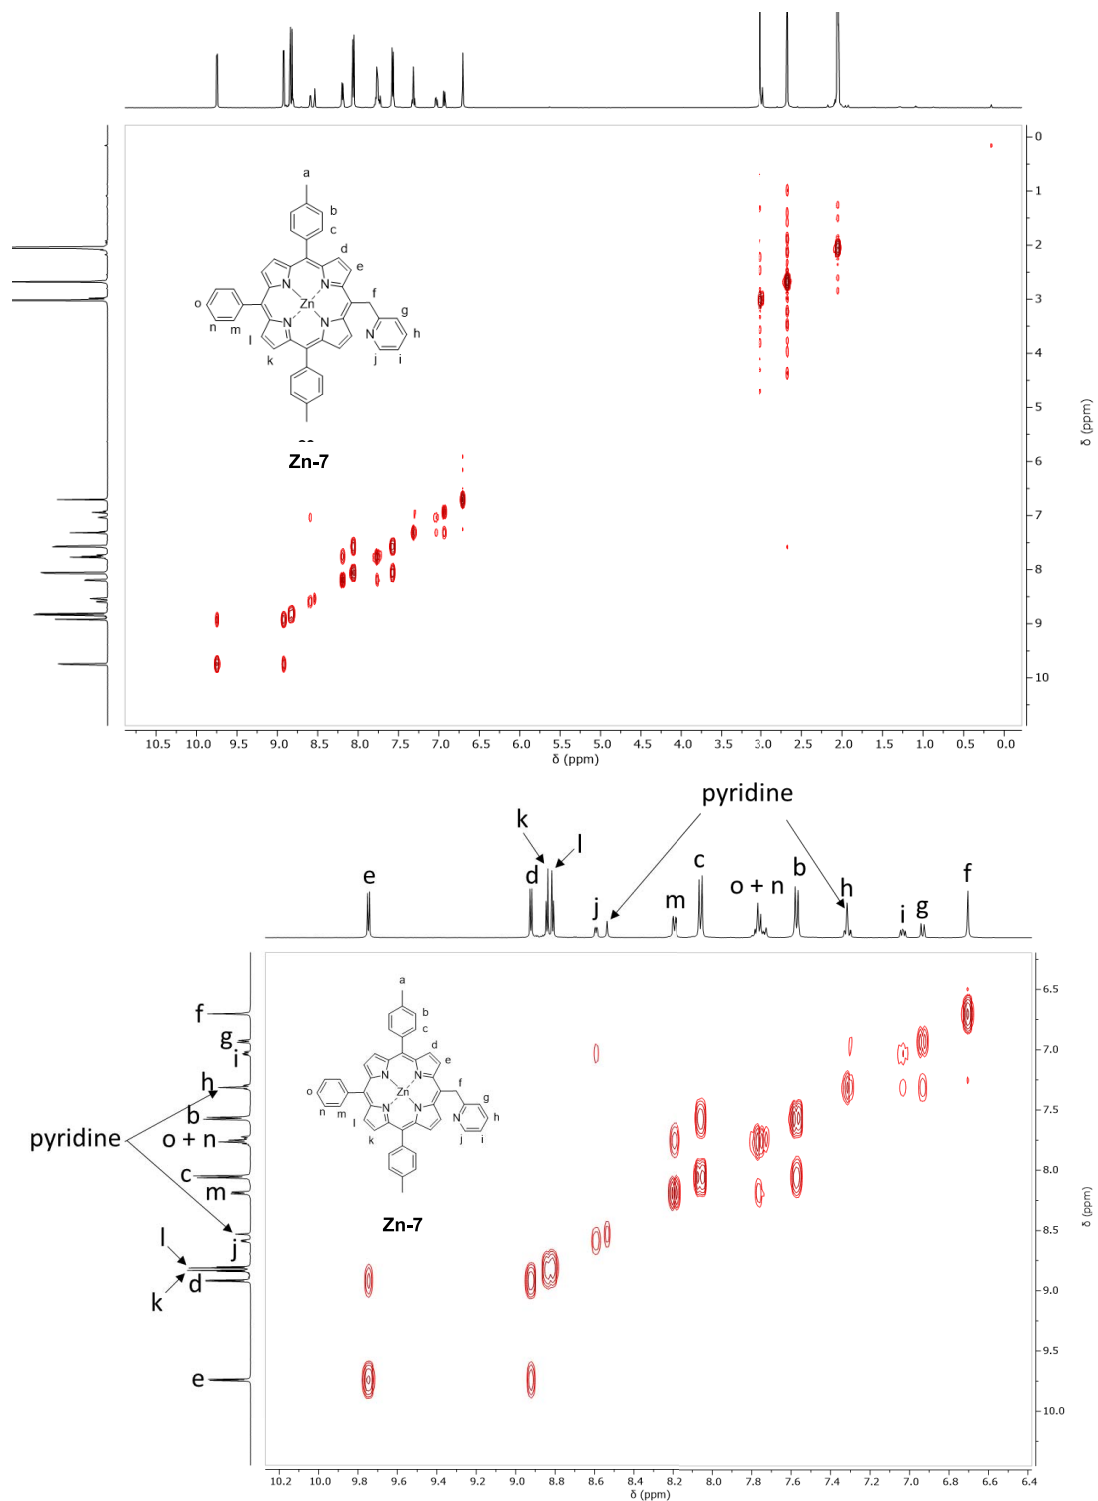 0
1
2
3
4
5
6
7
8
9
10
δ (ppm)
a
b
c
d
e
f
g
h
i
j
k
l
m
n
o
N
N
N
N
Zn
N
Zn-7
10.5 10.0 9.5 9.0 8.5 8.0 7.5 7.0 6.5 6.0 5.5 5.0 4.5 4.0 3.5 3.0 2.5 2.0 1.5 1.0 0.5 0.0
δ (ppm)
pyridine
k
l
e
d
j
m
c
o + n
b
h
i
g
f
f
g
i
h
b
pyridine
o + n
c
m
l
j
d
k
e
a
b
c
d
e
f
g
h
i
j
k
l
m
n
o
N
N
N
N
Zn
N
Zn-7
6.5
7.0
7.5
8.0
8.5
9.0
9.5
10.0
δ (ppm)
10.2 10.0 9.8 9.6 9.4 9.2 9.0 8.8 8.6 8.4 8.2 8.0 7.8 7.6 7.4 7.2 7.0 6.8 6.6 6.4
δ (ppm)